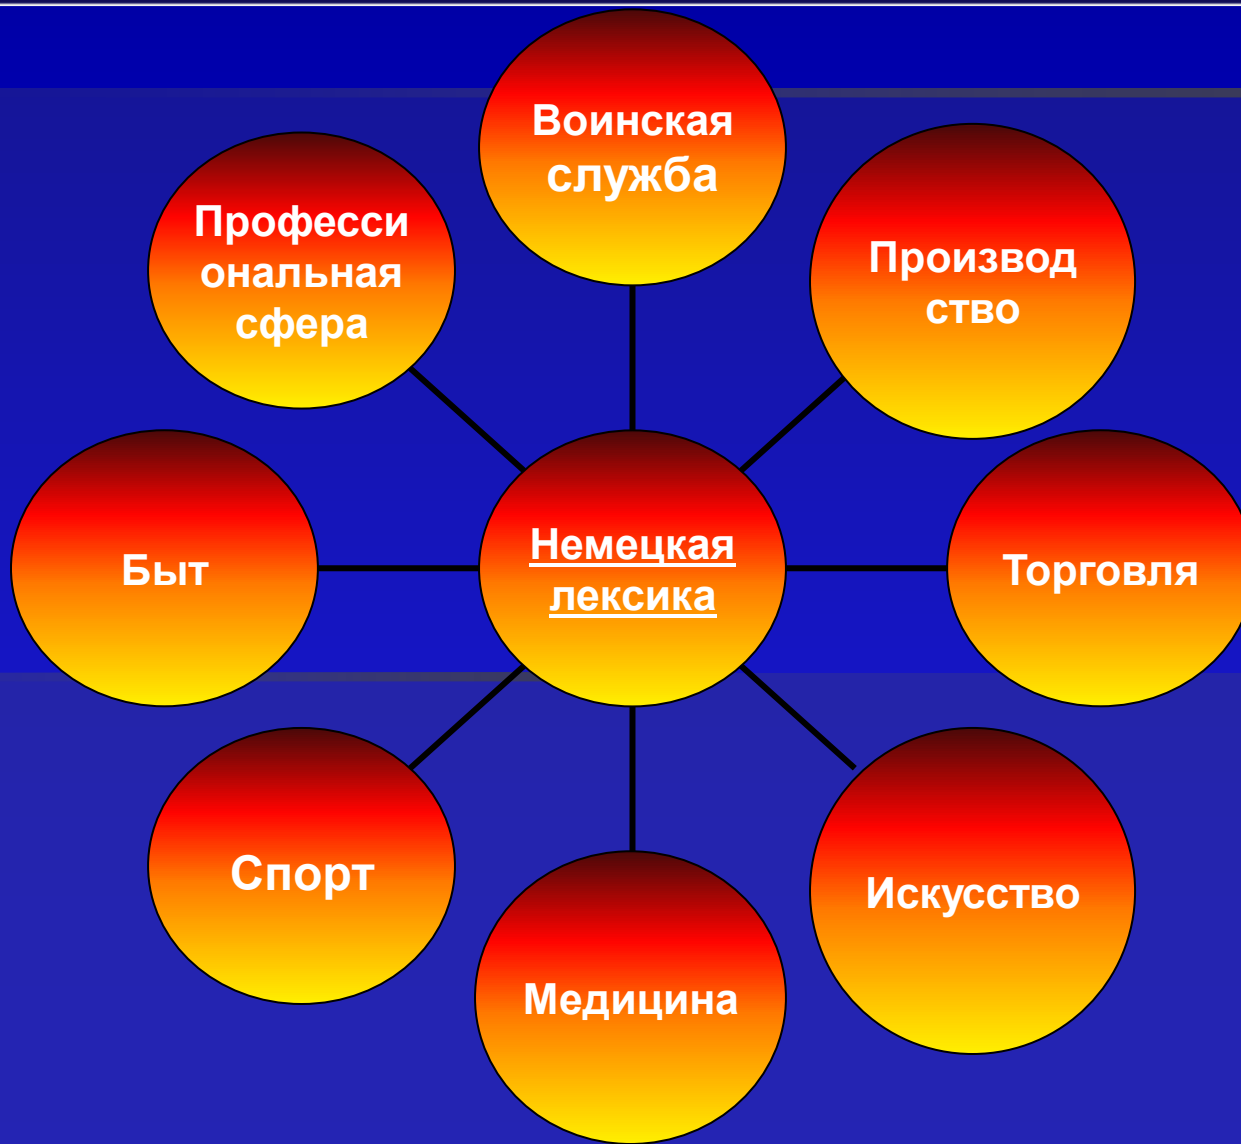 Воинская
служба
Професси
ональная
сфера
Производ
ство
Быт
Немецкая
лексика
Торговля
Спорт
Искусство
Медицина